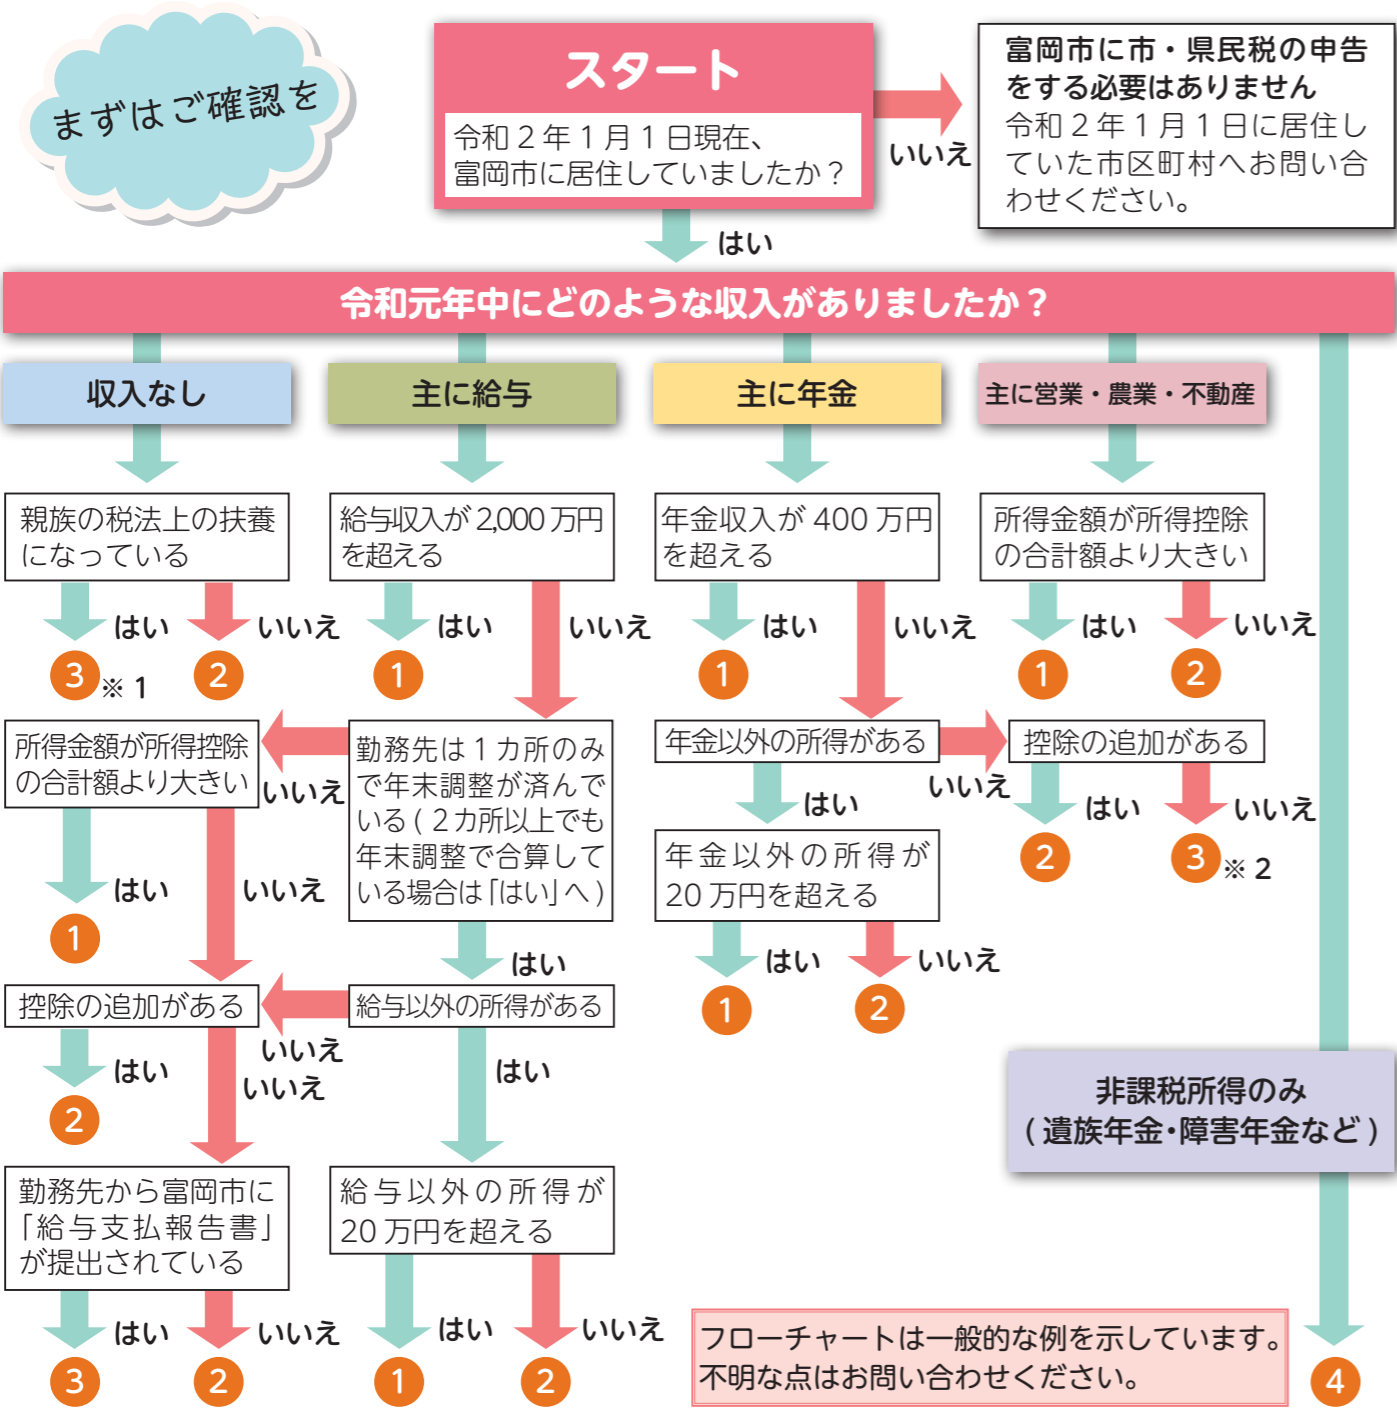 まずはご確認を
スタート
令和２年１月１日現在、
富岡市に居住していましたか？
いいえ
富岡市に市・県民税の申告
をする必要はありません
令和２年１月１日に居住し
ていた市区町村へお問い合
わせください。
はい
令和元年中にどのような収入がありましたか？
収入なし
主に給与
主に年金
主に営業・農業・不動産
親族の税法上の扶養
になっている
給与収入が 2,000 万円
を超える
年金収入が 400 万円
を超える
所得金額が所得控除
の合計額より大きい
はい
いいえ
はい
いいえ
はい
いいえ
はい
いいえ
3 ※ 1
2
1
1
1
2
所得金額が所得控除
の合計額より大きい
いいえ
勤務先は１カ所のみ
で年末調整が済んで
いる（２カ所以上でも
年末調整で合算して
いる場合は「はい」へ）
年金以外の所得がある
いいえ
控除の追加がある
はい
はい
いいえ
年金以外の所得が
20 万円を超える
2
3 ※ 2
はい
いいえ
1
はい
はい
いいえ
1
2
控除の追加がある
いいえ
給与以外の所得がある
はい
いいえ
はい
2
非課税所得のみ
（遺族年金・障害年金など）
勤務先から富岡市に
「給与支払報告書」
が提出されている
給与以外の所得が
20 万円を超える
はい
いいえ
はい
いいえ
3
2
1
2
フローチャートは一般的な例を示しています。
不明な点はお問い合わせください。
4